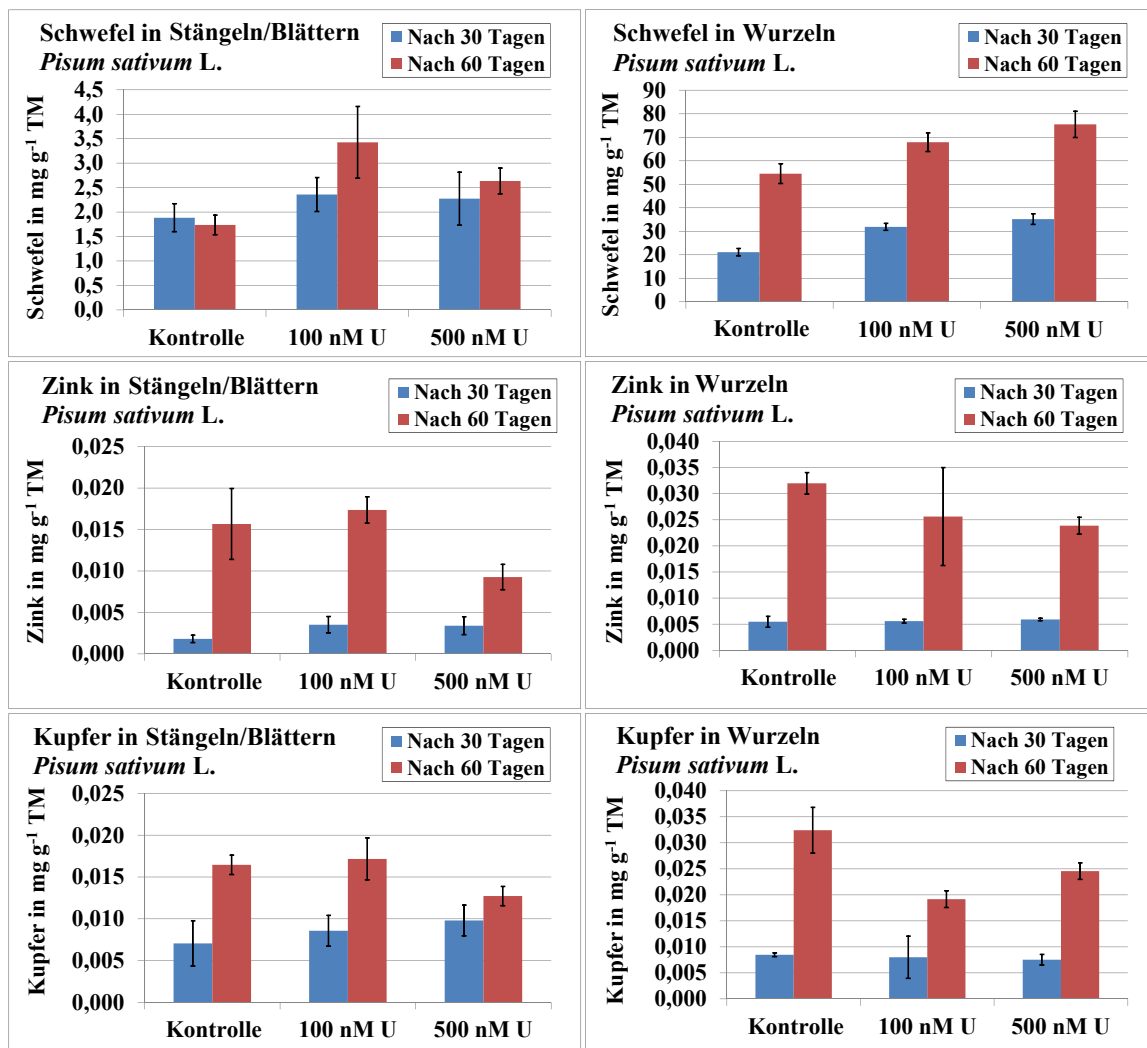 Schwefel in Stängeln/Blättern
Pisum sativum L.
Nach 30 Tagen
Nach 60 Tagen
Schwefel in mg g⁻¹ TM
4,5
4,0
3,5
3,0
2,5
2,0
1,5
1,0
0,5
0,0
Kontrolle 100 nM U 500 nM U
Schwefel in Wurzeln
Pisum sativum L.
Nach 30 Tagen
Nach 60 Tagen
Schwefel in mg g⁻¹ TM
90
80
70
60
50
40
30
20
10
0
Kontrolle 100 nM U 500 nM U
Zink in Stängeln/Blättern
Pisum sativum L.
Nach 30 Tagen
Nach 60 Tagen
Zink in mg g⁻¹ TM
0,025
0,020
0,015
0,010
0,005
0,000
Kontrolle 100 nM U 500 nM U
Zink in Wurzeln
Pisum sativum L.
Nach 30 Tagen
Nach 60 Tagen
Zink in mg g⁻¹ TM
0,040
0,035
0,030
0,025
0,020
0,015
0,010
0,005
0,000
Kontrolle 100 nM U 500 nM U
Kupfer in Stängeln/Blättern
Pisum sativum L.
Nach 30 Tagen
Nach 60 Tagen
Kupfer in mg g⁻¹ TM
0,025
0,020
0,015
0,010
0,005
0,000
Kontrolle 100 nM U 500 nM U
Kupfer in Wurzeln
Pisum sativum L.
Nach 30 Tagen
Nach 60 Tagen
Kupfer in mg g⁻¹ TM
0,040
0,035
0,030
0,025
0,020
0,015
0,010
0,005
0,000
Kontrolle 100 nM U 500 nM U